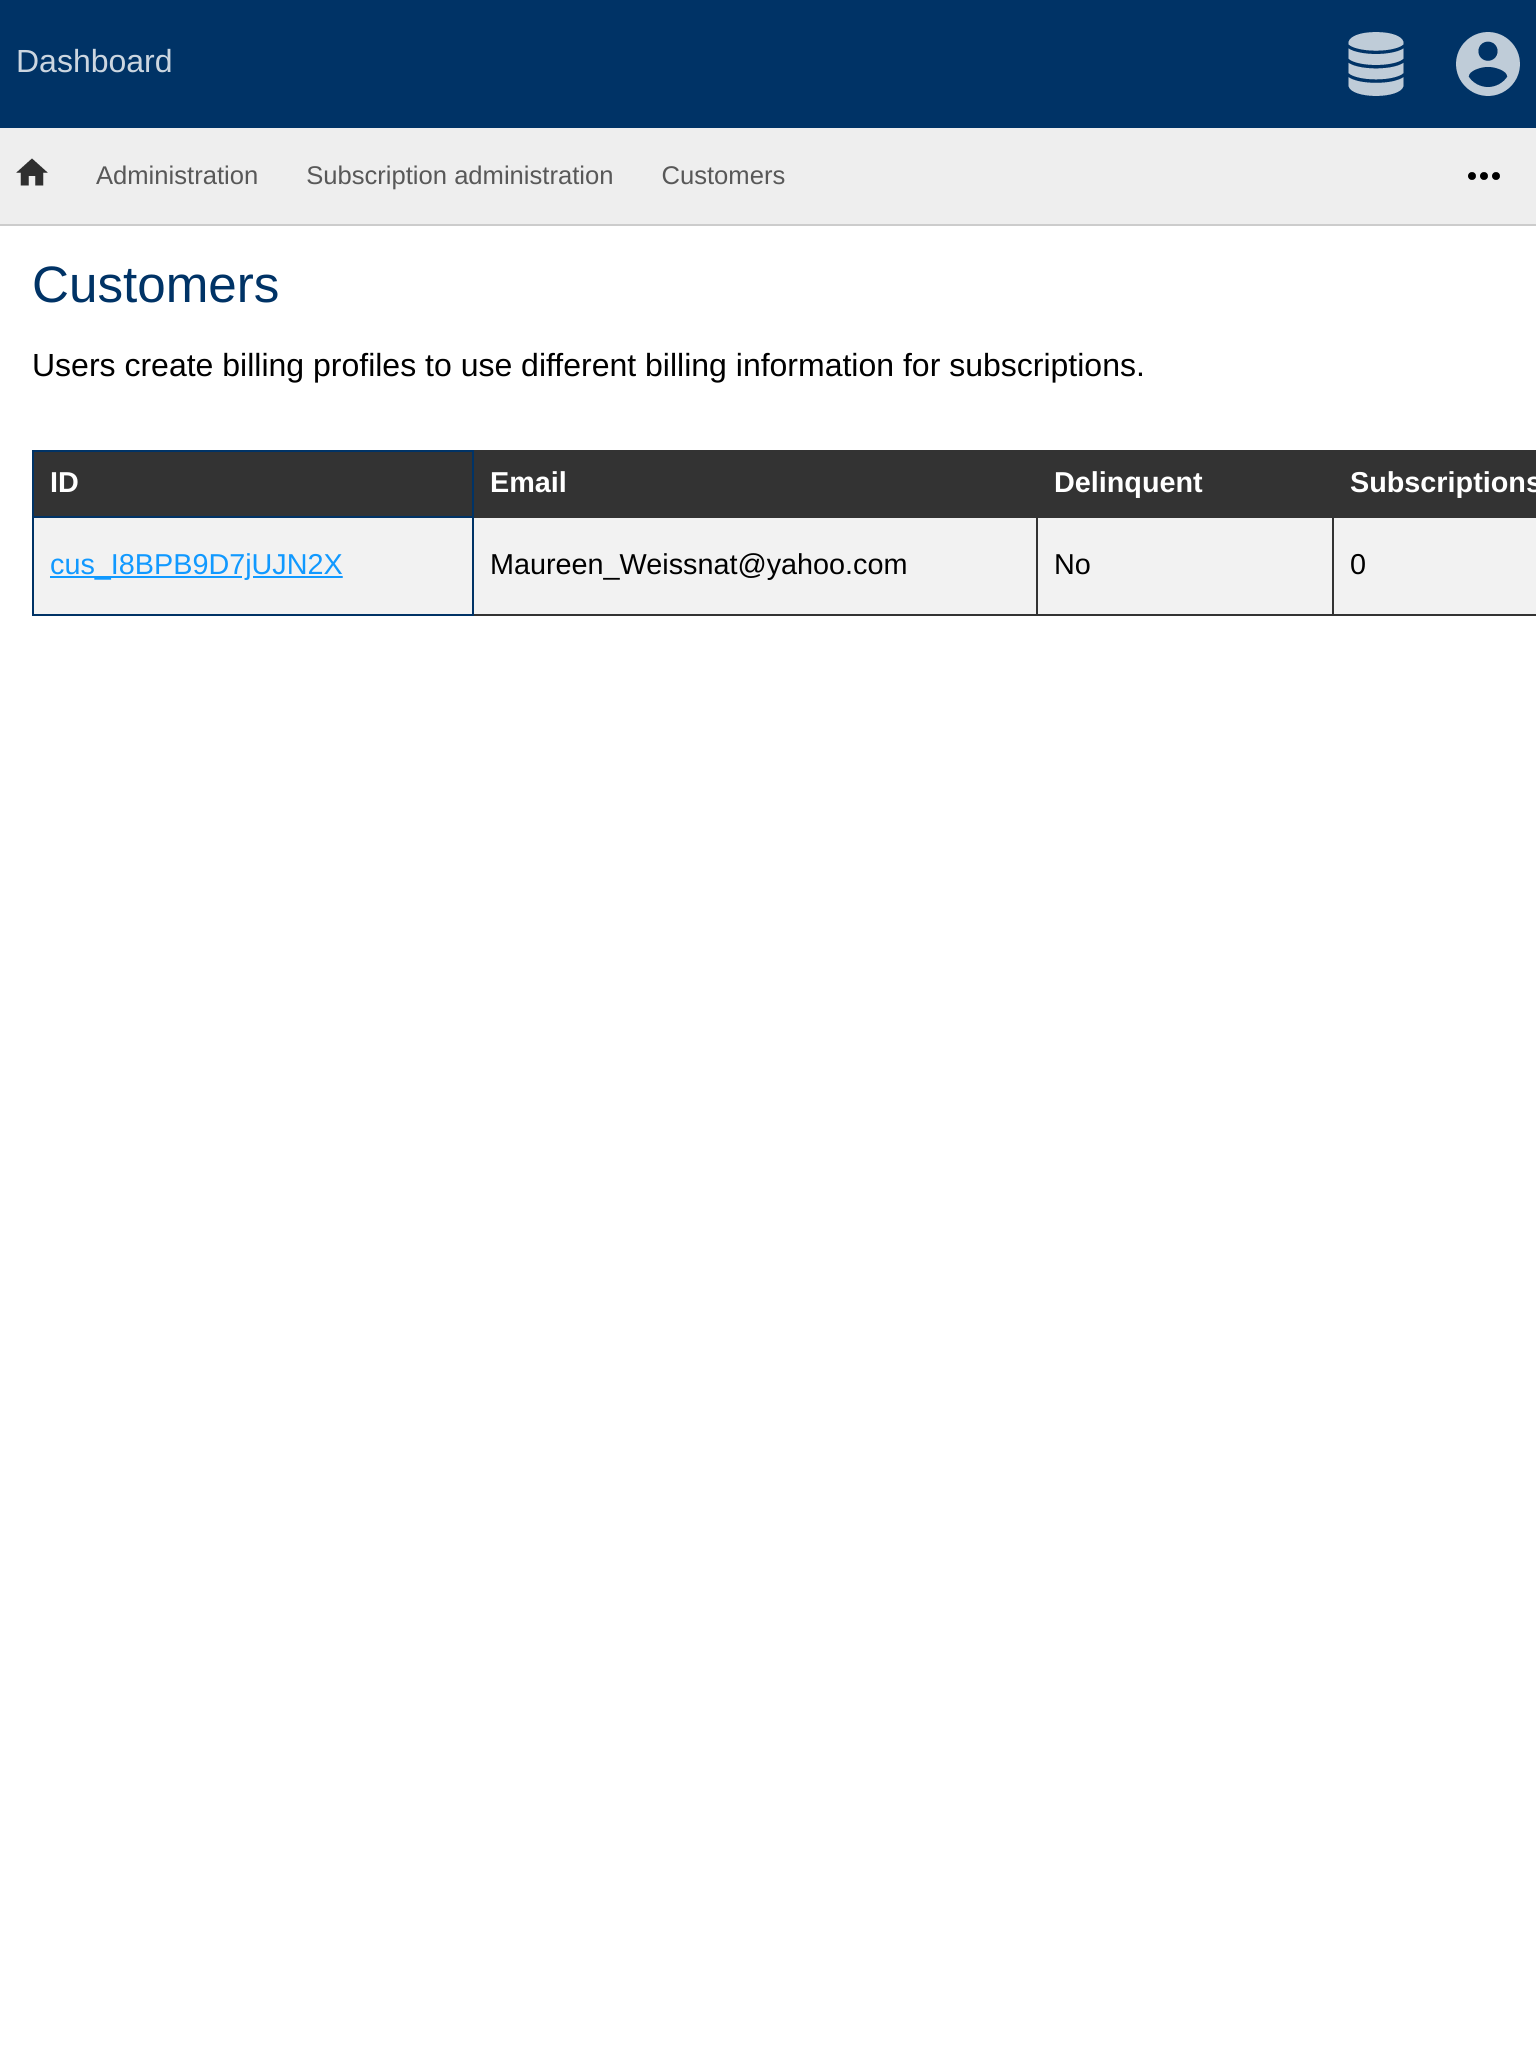 Dashboard
Administration Subscription administration Customers
Customers
Users create billing profiles to use different billing information for subscriptions.
ID Email Delinquent Subscriptions
cus_I8BPB9D7jUJN2X Maureen_Weissnat@yahoo.com No 0